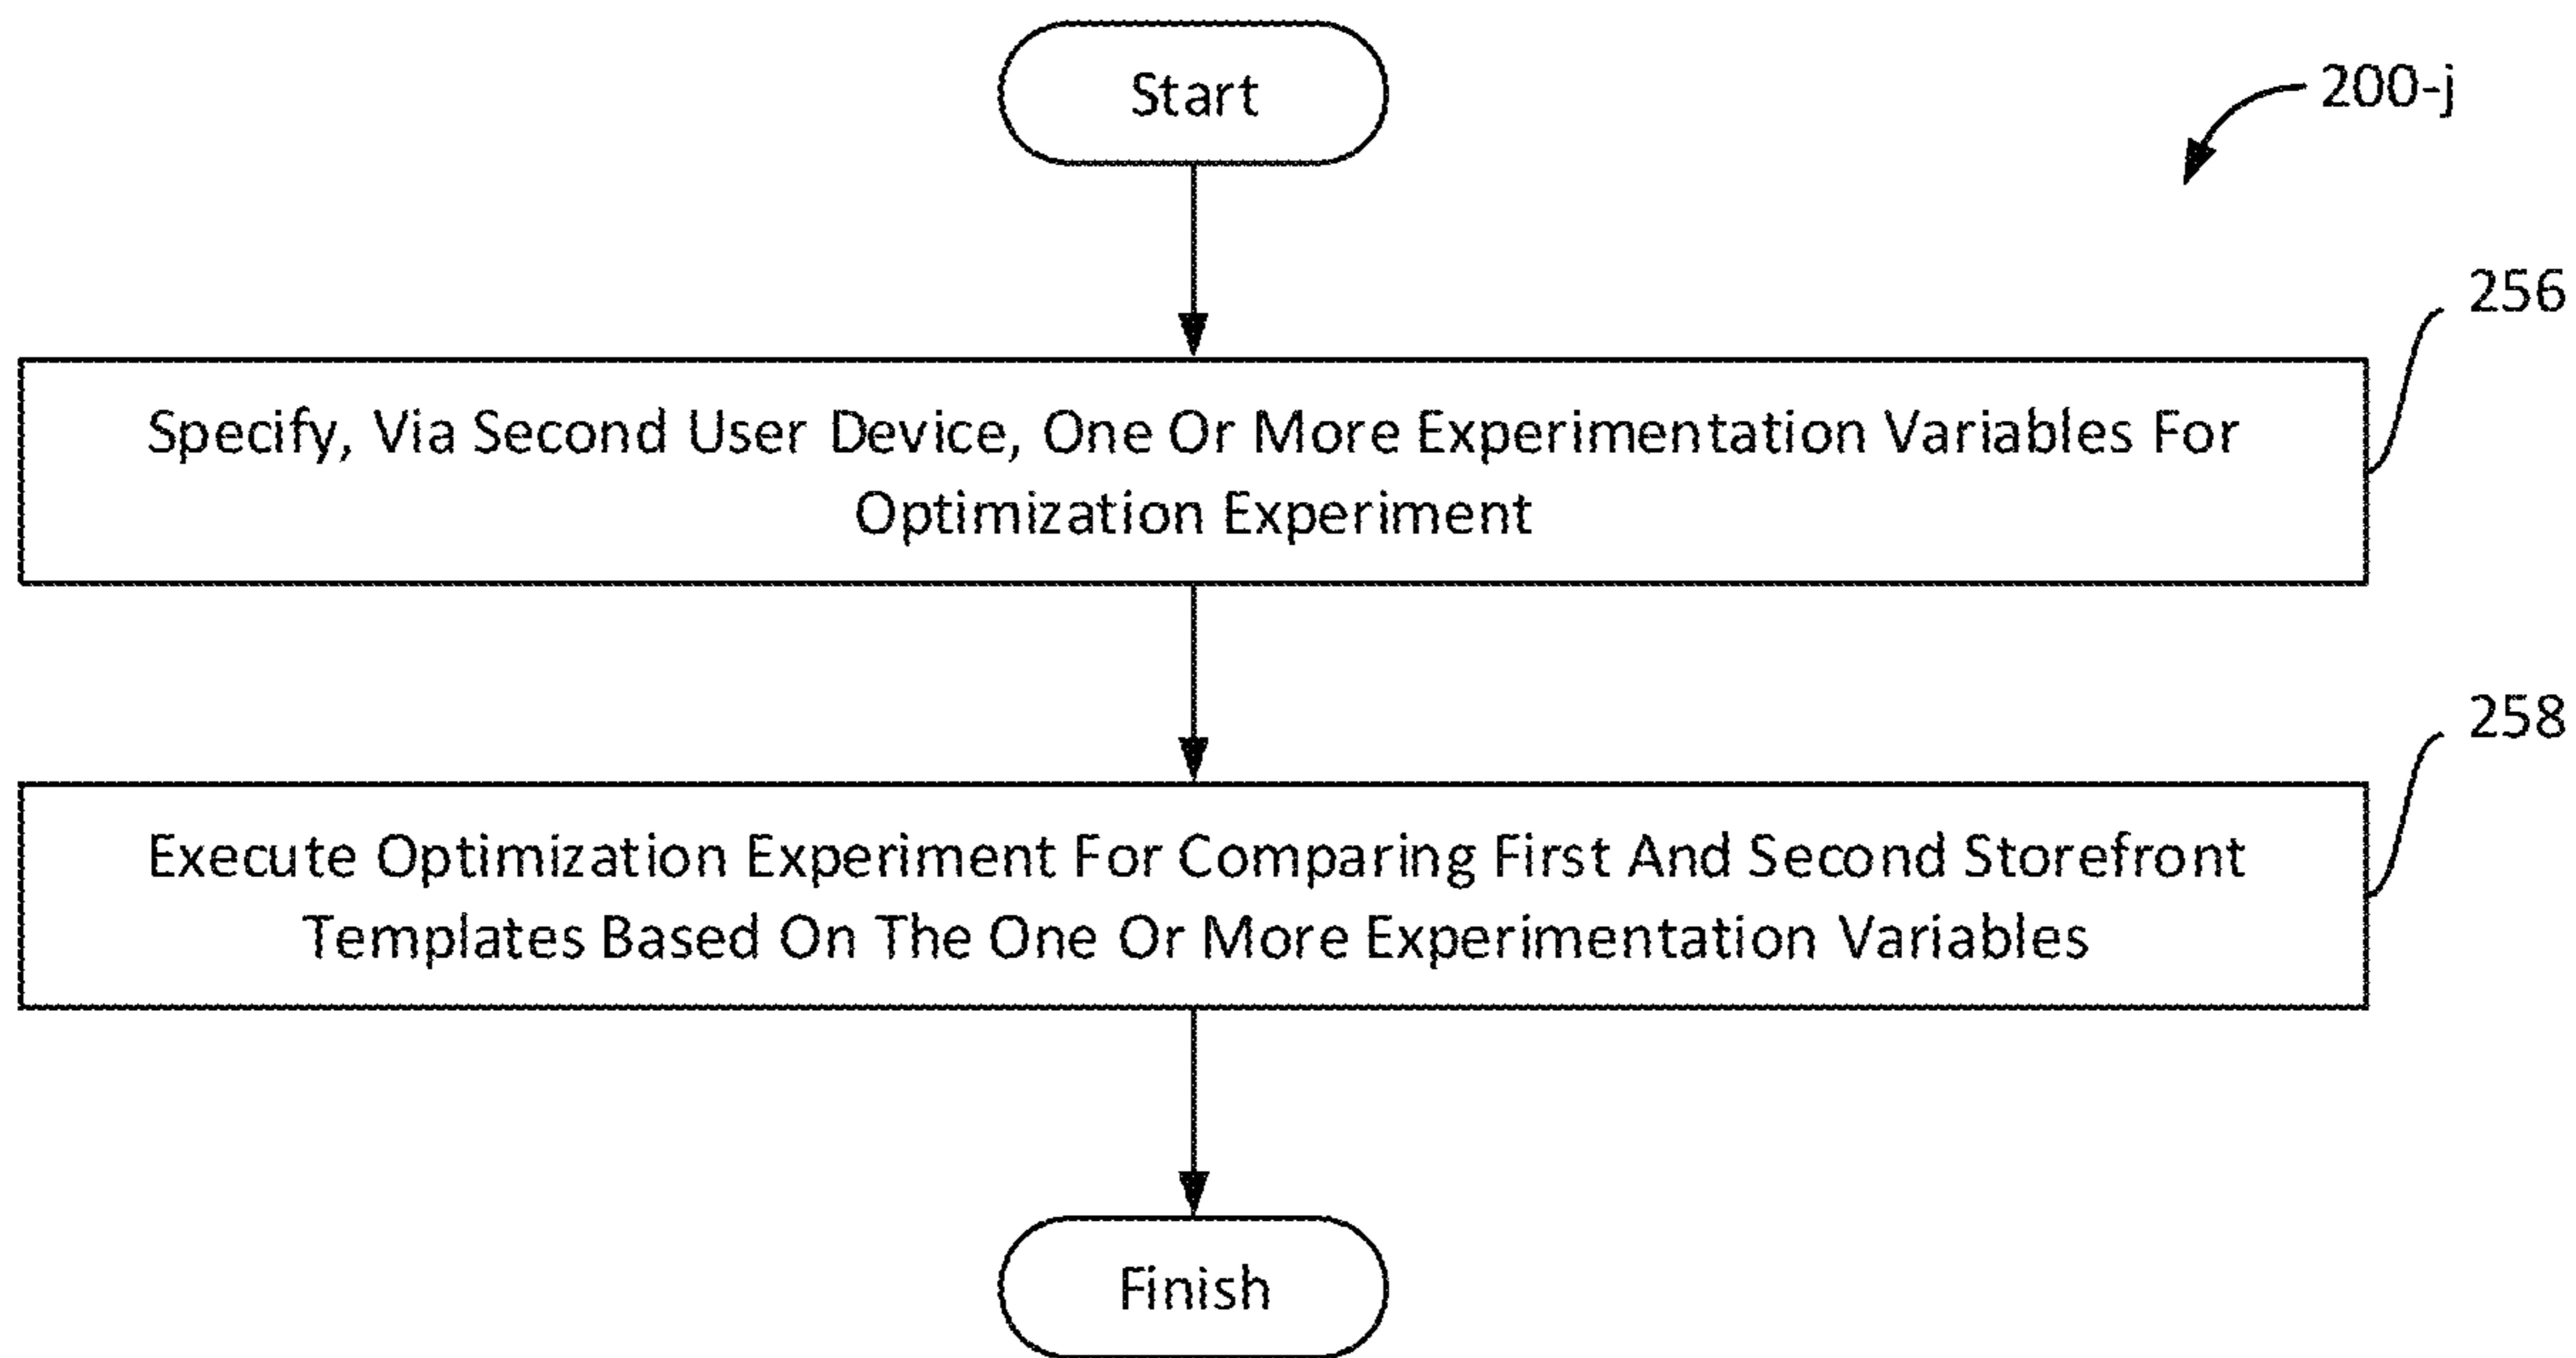 Start
200-j
256
Specify, Via Second User Device, One Or More Experimentation Variables For
Optimization Experiment
258
Execute Optimization Experiment For Comparing First And Second Storefront
Templates Based On The One Or More Experimentation Variables
Finish